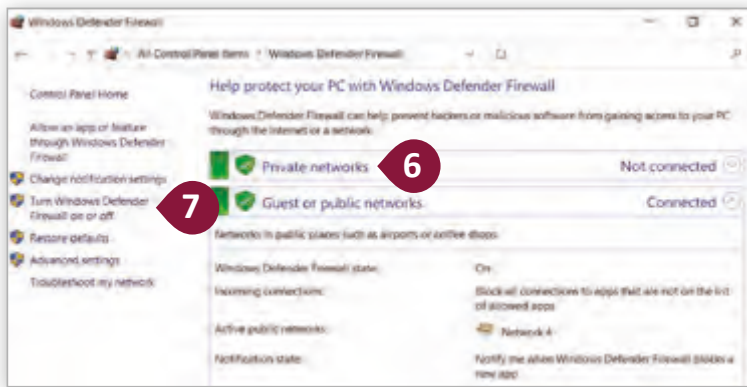 Windows Defender Firewall
All Control Panel Items > Windows Defender Firewall
Control Panel Home
Allow an app or feature
through Windows Defender
Firewall
Change notification settings
Turn Windows Defender
Firewall on or off
Restore defaults
Advanced settings
Troubleshoot my network
7
Help protect your PC with Windows Defender Firewall
Windows Defender Firewall can help prevent hackers or malicious software from gaining access to your PC
through the Internet or a network.
Private networks 6 Not connected
Guest or public networks Connected
Networks in public places such as airports or coffee shops
Windows Defender Firewall state: On
Incoming connections: Block all connections to apps that are not on the list
of allowed apps
Active public networks: Network 4
Notification state: Notify me when Windows Defender Firewall blocks a
new app